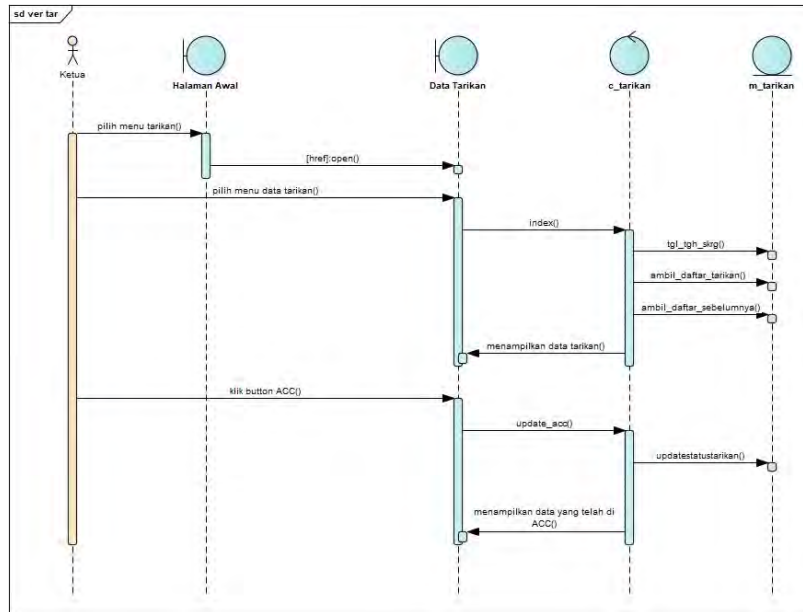 sd ver tar
Ketua
Halaman Awal
Data Tarikan
c_tarikan
m_tarikan
pilih menu tarikan()
[href]:open()
pilih menu data tarikan()
index()
tgl_tgh_skrg()
ambil_daftar_tarikan()
ambil_daftar_sebelumnya()
menampilkan data tarikan()
klik button ACC()
update_acc()
updatestatustarikan()
menampilkan data yang telah di
ACC()